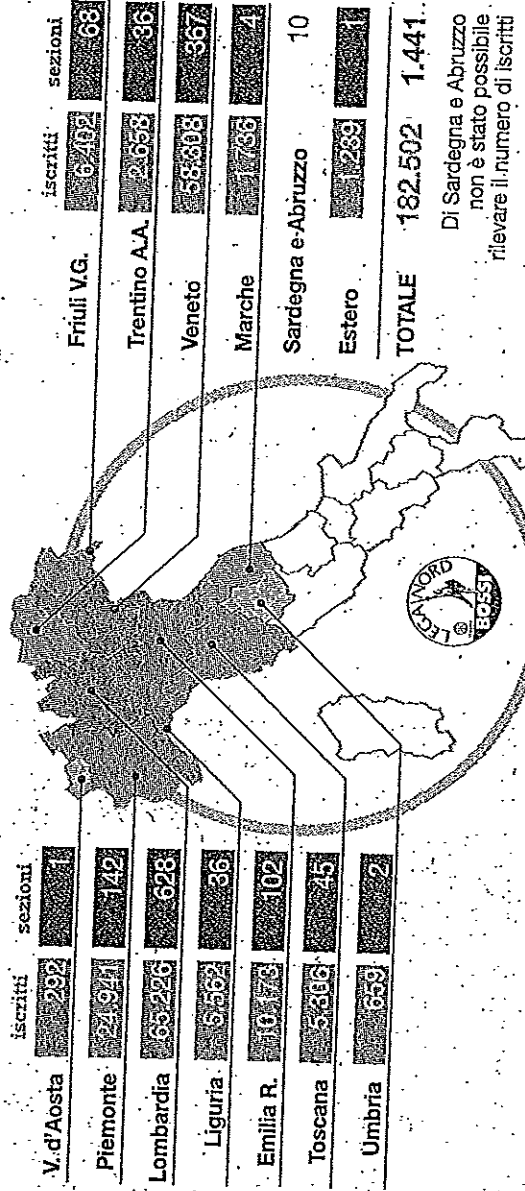 iscritti sezioni
V. d'Aosta 292 1
Piemonte 24.941 142
Lombardia 65.226 628
Liguria 5.562 36
Emilia R. 10.173 102
Toscana 5.306 45
Umbria 659 2
LEGA NORD
BOSSI
iscritti sezioni
Friuli V.G. 6.402 68
Trentino A.A. 2.658 36
Veneto 58.308 367
Marche 1.736 4
Sardegna e Abruzzo 10
Estero 1.239 1
TOTALE 182.502 1.441
Di Sardegna e Abruzzo
non è stato possibile
rilevare il numero di iscritti